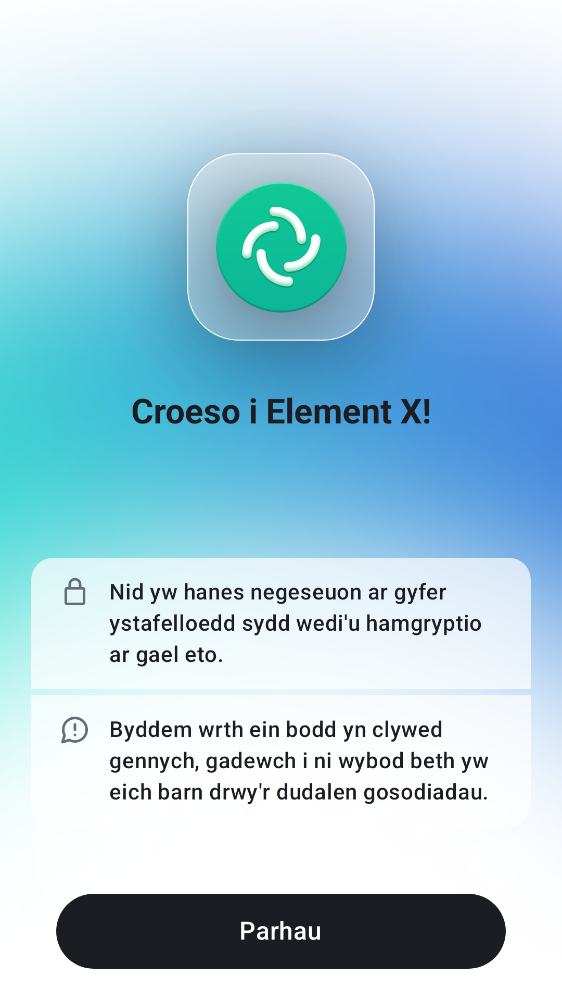 Croeso i Element X!
Nid yw hanes negeseuon ar gyfer
ystafelloedd sydd wedi'u hamgryptio
ar gael eto.
Byddem wrth ein bodd yn clywed
gennych, gadewch i ni wybod beth yw
eich barn drwy'r dudalen gosodiadau.
Parhau